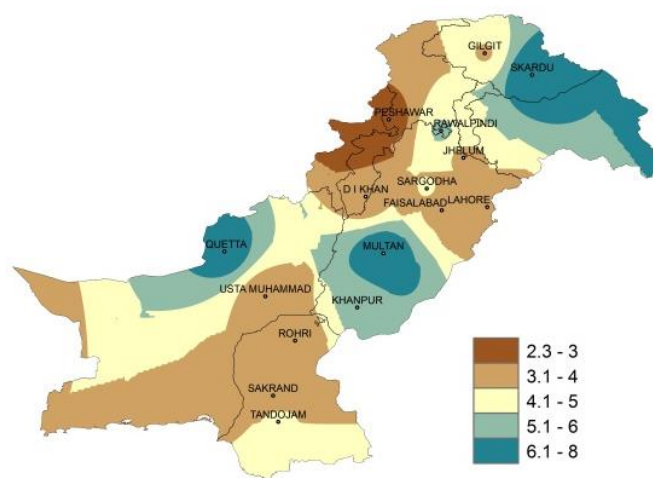 GILGIT
SKARDU
PESHAWAR
RAWALPINDI
JHELUM
SARGODHA
D I KHAN
FAISALABAD
LAHORE
QUETTA
MULTAN
USTA MUHAMMAD
KHANPUR
ROHRI
SAKRAND
TANDOJAM
2.3 - 3
3.1 - 4
4.1 - 5
5.1 - 6
6.1 - 8